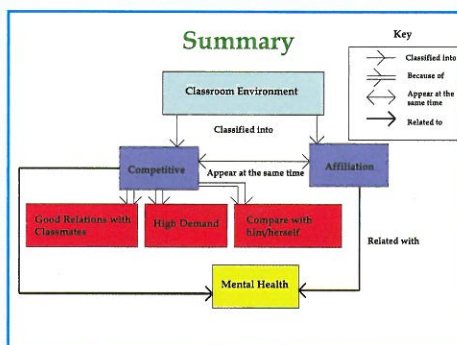 Summary
Key
Classified into
Because of
Appear at the
same time
Related to
Classroom Environment
Classified into
Competitive
Appear at the same time
Affiliation
Good Relations with
Classmates
High Demand
Compare with
him/herself
Related with
Mental Health